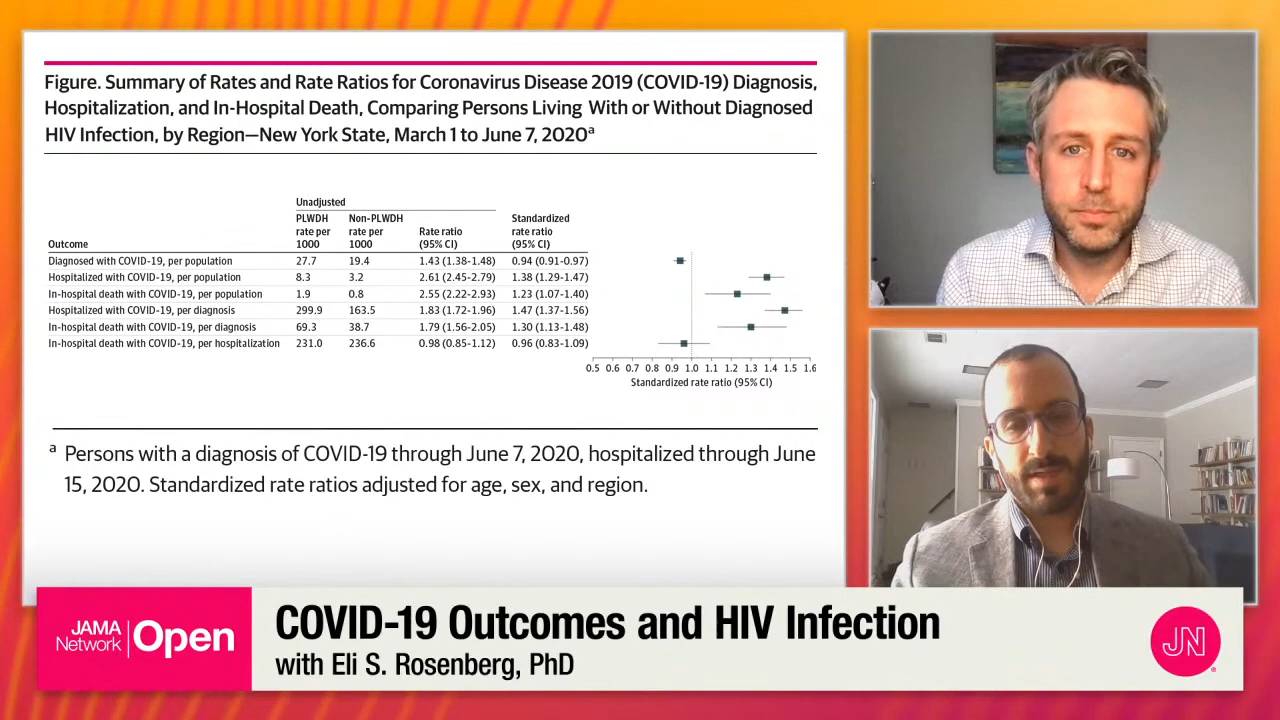 Figure. Summary of Rates and Rate Ratios for Coronavirus Disease 2019 (COVID-19) Diagnosis,
Hospitalization, and In-Hospital Death, Comparing Persons Living With or Without Diagnosed
HIV Infection, by Region—New York State, March 1 to June 7, 2020ᵃ
Unadjusted
PLWDH rate per 1000
Non-PLWDH rate per 1000
Rate ratio (95% CI)
Standardized rate ratio (95% CI)
Outcome
Diagnosed with COVID-19, per population 27.7 19.4 1.43 (1.38-1.48) 0.94 (0.91-0.97)
Hospitalized with COVID-19, per population 8.3 3.2 2.61 (2.45-2.79) 1.38 (1.29-1.47)
In-hospital death with COVID-19, per population 1.9 0.8 2.55 (2.22-2.93) 1.23 (1.07-1.40)
Hospitalized with COVID-19, per diagnosis 299.9 163.5 1.83 (1.72-1.96) 1.47 (1.37-1.56)
In-hospital death with COVID-19, per diagnosis 69.3 38.7 1.79 (1.56-2.05) 1.30 (1.13-1.48)
In-hospital death with COVID-19, per hospitalization 231.0 236.6 0.98 (0.85-1.12) 0.96 (0.83-1.09)
0.5 0.6 0.7 0.8 0.9 1.0 1.1 1.2 1.3 1.4 1.5 1.6
Standardized rate ratio (95% CI)
ᵃ Persons with a diagnosis of COVID-19 through June 7, 2020, hospitalized through June
15, 2020. Standardized rate ratios adjusted for age, sex, and region.
JAMA Network | Open
COVID-19 Outcomes and HIV Infection
with Eli S. Rosenberg, PhD
JN